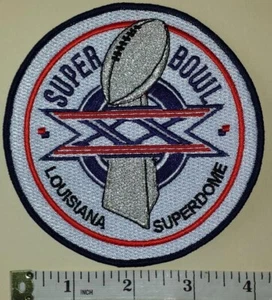 SUPER BOWL
XX
LOUISIANA SUPERDOME
1 INCH 2 3 4